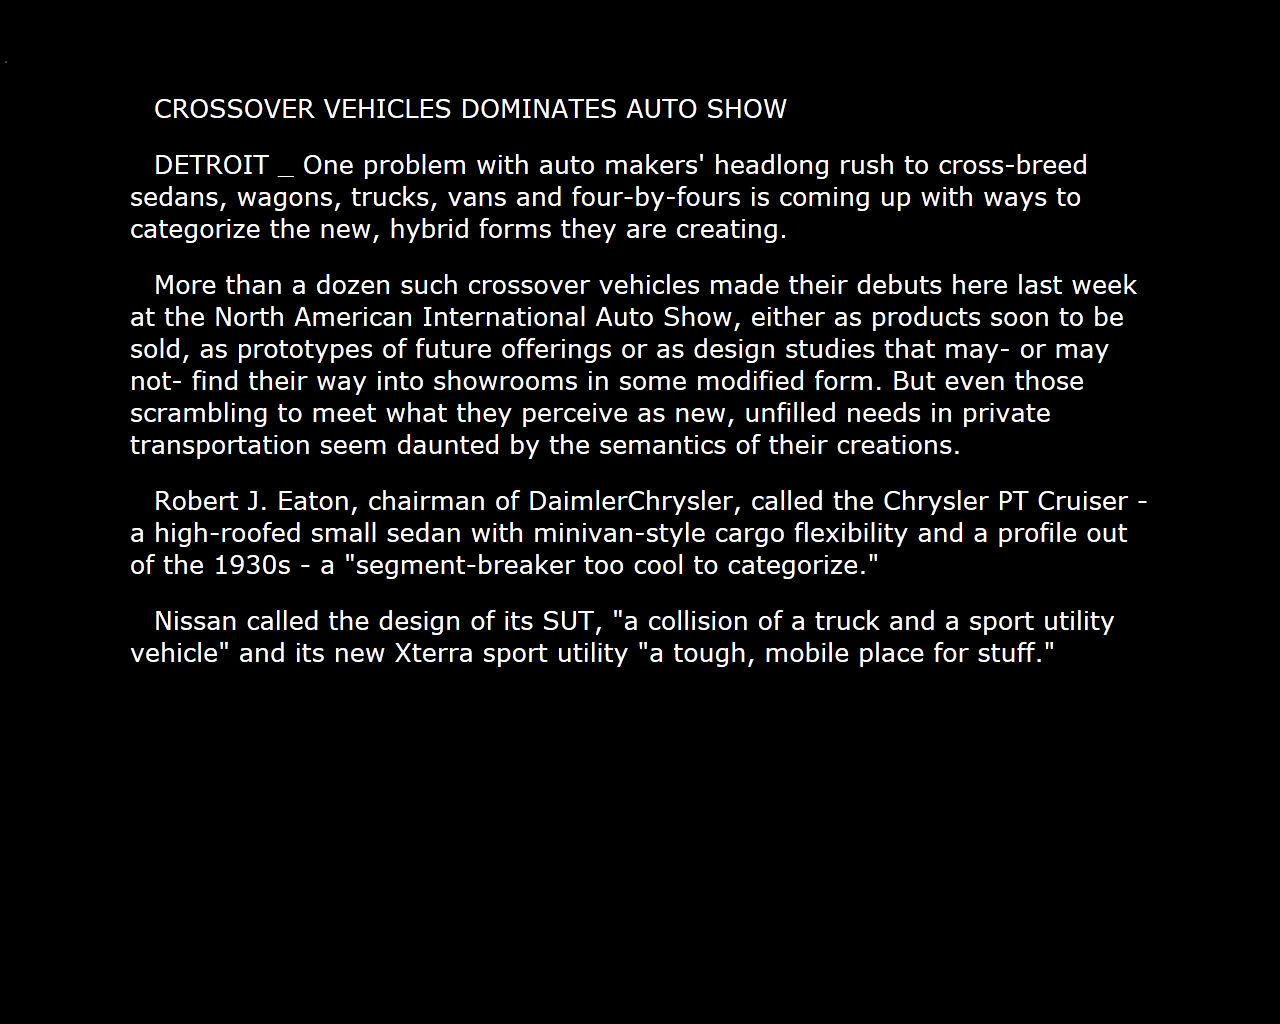 CROSSOVER VEHICLES DOMINATES AUTO SHOW
DETROIT _ One problem with auto makers' headlong rush to cross-breed
sedans, wagons, trucks, vans and four-by-fours is coming up with ways to
categorize the new, hybrid forms they are creating.
More than a dozen such crossover vehicles made their debuts here last week
at the North American International Auto Show, either as products soon to be
sold, as prototypes of future offerings or as design studies that may- or may
not- find their way into showrooms in some modified form. But even those
scrambling to meet what they perceive as new, unfilled needs in private
transportation seem daunted by the semantics of their creations.
Robert J. Eaton, chairman of DaimlerChrysler, called the Chrysler PT Cruiser -
a high-roofed small sedan with minivan-style cargo flexibility and a profile out
of the 1930s - a "segment-breaker too cool to categorize."
Nissan called the design of its SUT, "a collision of a truck and a sport utility
vehicle" and its new Xterra sport utility "a tough, mobile place for stuff."